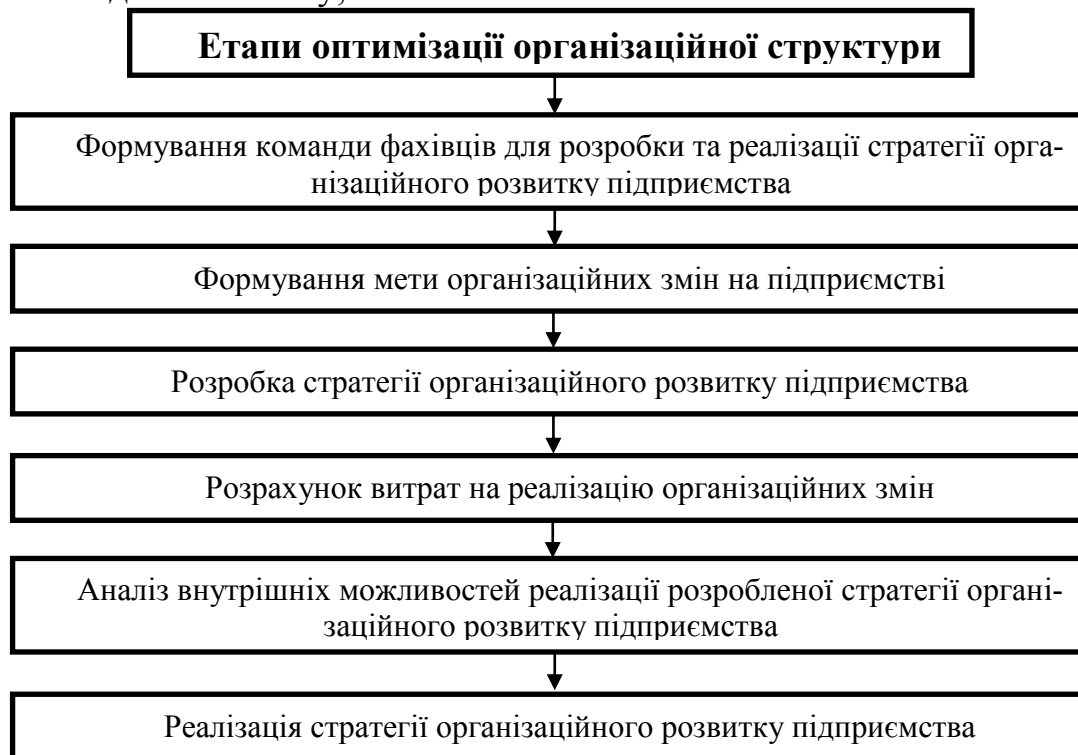 Етапи оптимізації організаційної структури
Формування команди фахівців для розробки та реалізації стратегії орга-
нізаційного розвитку підприємства
Формування мети організаційних змін на підприємстві
Розробка стратегії організаційного розвитку підприємства
Розрахунок витрат на реалізацію організаційних змін
Аналіз внутрішніх можливостей реалізації розробленої стратегії органі-
заційного розвитку підприємства
Реалізація стратегії організаційного розвитку підприємства